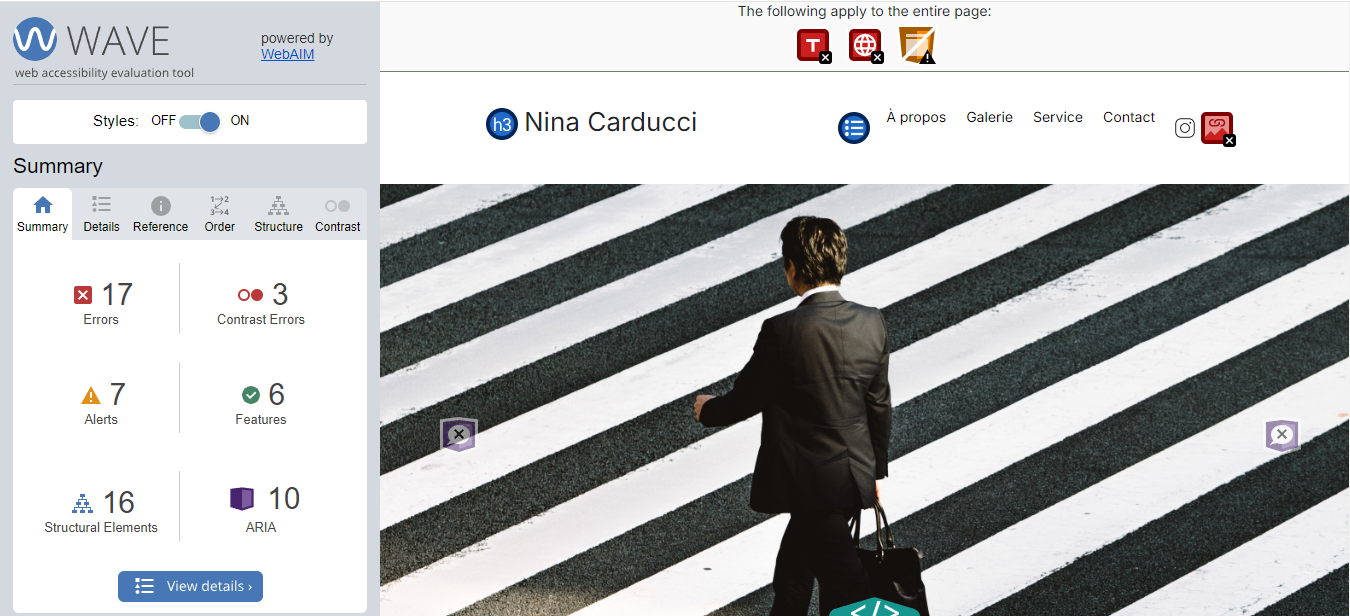 WAVE
web accessibility evaluation tool
powered by
WebAIM
Styles: OFF ON
Summary
Summary Details Reference Order Structure Contrast
17
Errors
3
Contrast Errors
7
Alerts
6
Features
16
Structural Elements
10
ARIA
View details ›
The following apply to the entire page:
T
h3 Nina Carducci
À propos Galerie Service Contact
</>